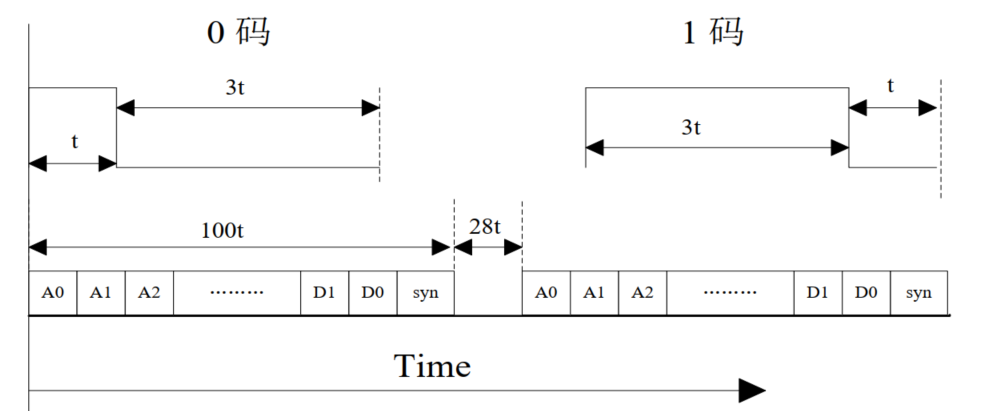 0 码 1 码
3t t
t 3t
100t 28t
A0 A1 A2 ········· D1 D0 syn A0 A1 A2 ········· D1 D0 syn
Time